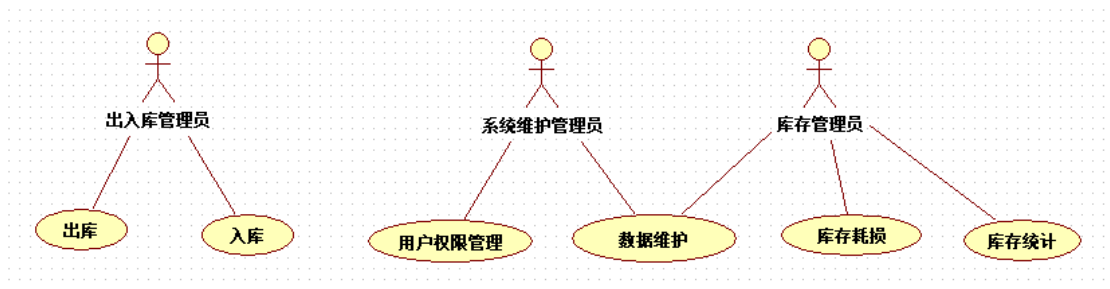 出入库管理员
系统维护管理员
库存管理员
出库
入库
用户权限管理
数据维护
库存耗损
库存统计